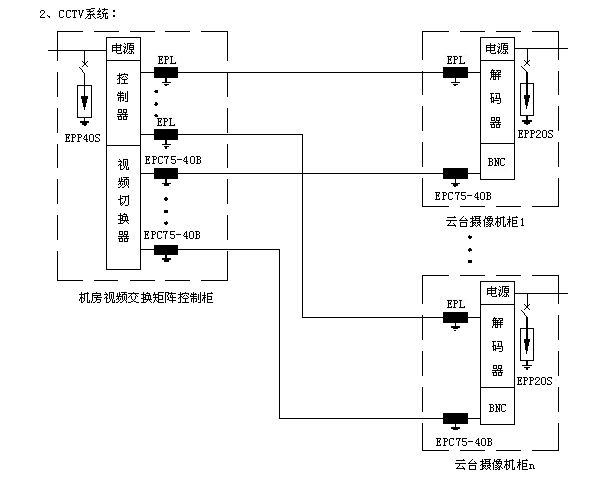 2、CCTV系统：
电源
控制器
视频切换器
EPP40S
EPL
EPL
EPC75-40B
EPC75-40B
机房视频交换矩阵控制柜
EPL
电源
解码器
BNC
EPP20S
EPC75-40B
云台摄像机柜1
EPL
电源
解码器
BNC
EPP20S
EPC75-40B
云台摄像机柜n